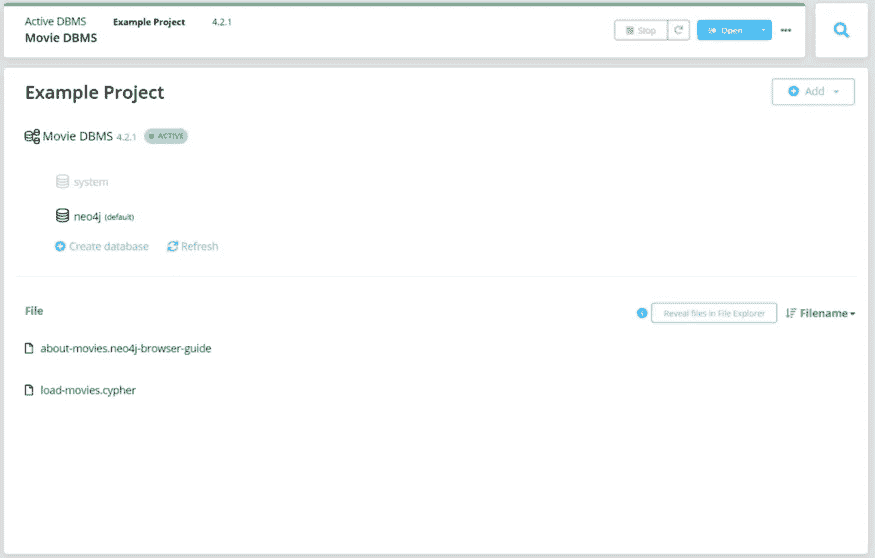 Active DBMS Example Project 4.2.1
Movie DBMS
Stop Open
Example Project
Add
Movie DBMS 4.2.1 ACTIVE
system
neo4j (default)
Create database Refresh
File Reveal files in File Explorer Filename
about-movies.neo4j-browser-guide
load-movies.cypher